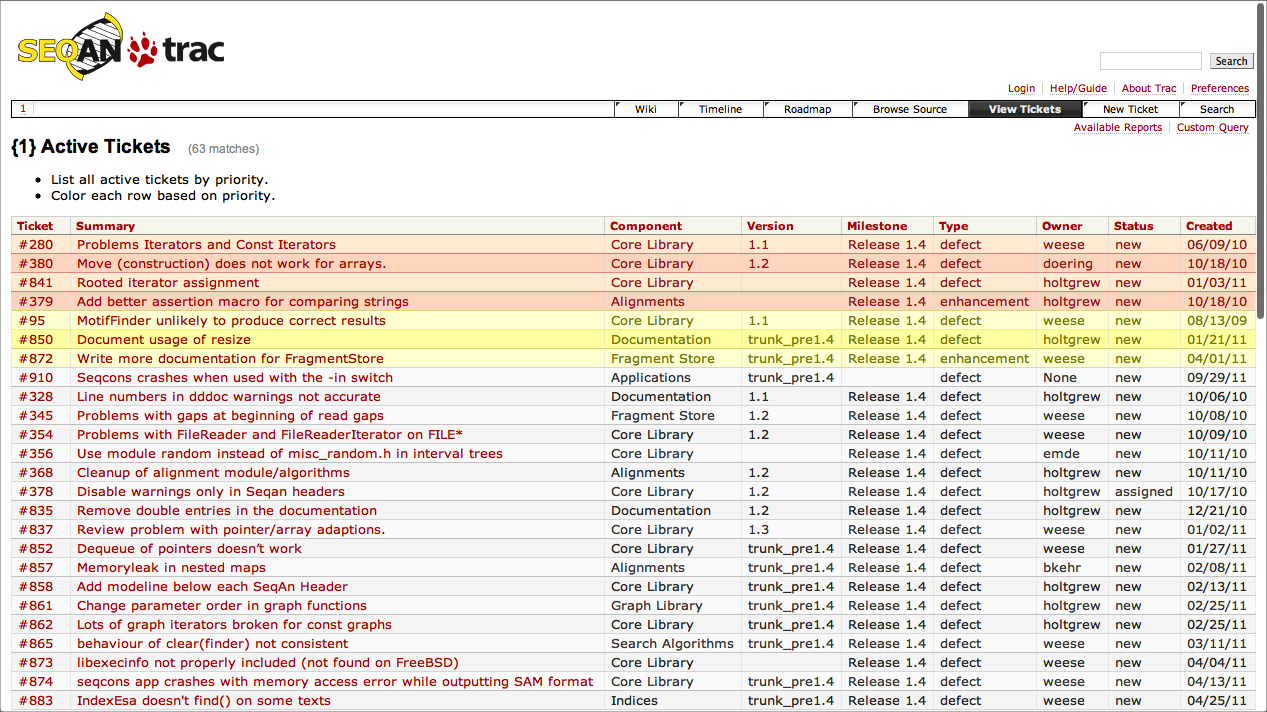 SEQAN trac
Search
Login Help/Guide About Trac Preferences
1 Wiki Timeline Roadmap Browse Source View Tickets New Ticket Search
Available Reports Custom Query
{1} Active Tickets (63 matches)
• List all active tickets by priority.
• Color each row based on priority.
Ticket Summary Component Version Milestone Type Owner Status Created
#280 Problems Iterators and Const Iterators Core Library 1.1 Release 1.4 defect weese new 06/09/10
#380 Move (construction) does not work for arrays. Core Library 1.2 Release 1.4 defect doering new 10/18/10
#841 Rooted iterator assignment Core Library Release 1.4 defect holtgrew new 01/03/11
#379 Add better assertion macro for comparing strings Alignments Release 1.4 enhancement holtgrew new 10/18/10
#95 MotifFinder unlikely to produce correct results Core Library 1.1 Release 1.4 defect weese new 08/13/09
#850 Document usage of resize Documentation trunk_pre1.4 Release 1.4 defect holtgrew new 01/21/11
#872 Write more documentation for FragmentStore Fragment Store trunk_pre1.4 Release 1.4 enhancement weese new 04/01/11
#910 Seqcons crashes when used with the -in switch Applications trunk_pre1.4 defect None new 09/29/11
#328 Line numbers in dddoc warnings not accurate Documentation 1.1 Release 1.4 defect holtgrew new 10/06/10
#345 Problems with gaps at beginning of read gaps Fragment Store 1.2 Release 1.4 defect weese new 10/08/10
#354 Problems with FileReader and FileReaderIterator on FILE* Core Library 1.2 Release 1.4 defect weese new 10/09/10
#356 Use module random instead of misc_random.h in interval trees Core Library Release 1.4 defect emde new 10/11/10
#368 Cleanup of alignment module/algorithms Alignments 1.2 Release 1.4 defect holtgrew new 10/11/10
#378 Disable warnings only in Seqan headers Core Library 1.2 Release 1.4 defect holtgrew assigned 10/17/10
#835 Remove double entries in the documentation Documentation 1.2 Release 1.4 defect holtgrew new 12/21/10
#837 Review problem with pointer/array adaptions. Core Library 1.3 Release 1.4 defect weese new 01/02/11
#852 Dequeue of pointers doesn’t work Core Library trunk_pre1.4 Release 1.4 defect weese new 01/27/11
#857 Memoryleak in nested maps Alignments trunk_pre1.4 Release 1.4 defect bkehr new 02/08/11
#858 Add modeline below each SeqAn Header Core Library trunk_pre1.4 Release 1.4 defect holtgrew new 02/13/11
#861 Change parameter order in graph functions Graph Library trunk_pre1.4 Release 1.4 defect holtgrew new 02/25/11
#862 Lots of graph iterators broken for const graphs Core Library trunk_pre1.4 Release 1.4 defect holtgrew new 02/25/11
#865 behaviour of clear(finder) not consistent Search Algorithms trunk_pre1.4 Release 1.4 defect weese new 03/11/11
#873 libexecinfo not properly included (not found on FreeBSD) Core Library Release 1.4 defect weese new 04/04/11
#874 seqcons app crashes with memory access error while outputting SAM format Core Library trunk_pre1.4 Release 1.4 defect weese new 04/13/11
#883 IndexEsa doesn't find() on some texts Indices trunk_pre1.4 Release 1.4 defect weese new 04/25/11